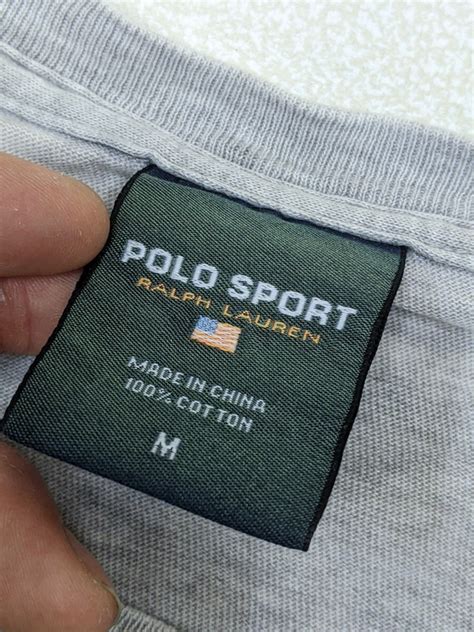 POLO SPORT
RALPH LAUREN
MADE IN CHINA
100% COTTON
M